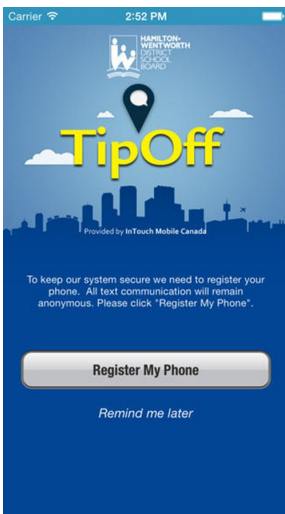 Carrier 2:52 PM
HAMILTON-
WENTWORTH
DISTRICT
SCHOOL
BOARD
TipOff
Provided by InTouch Mobile Canada
To keep our system secure we need to register your
phone. All text communication will remain
anonymous. Please click "Register My Phone".
Register My Phone
Remind me later